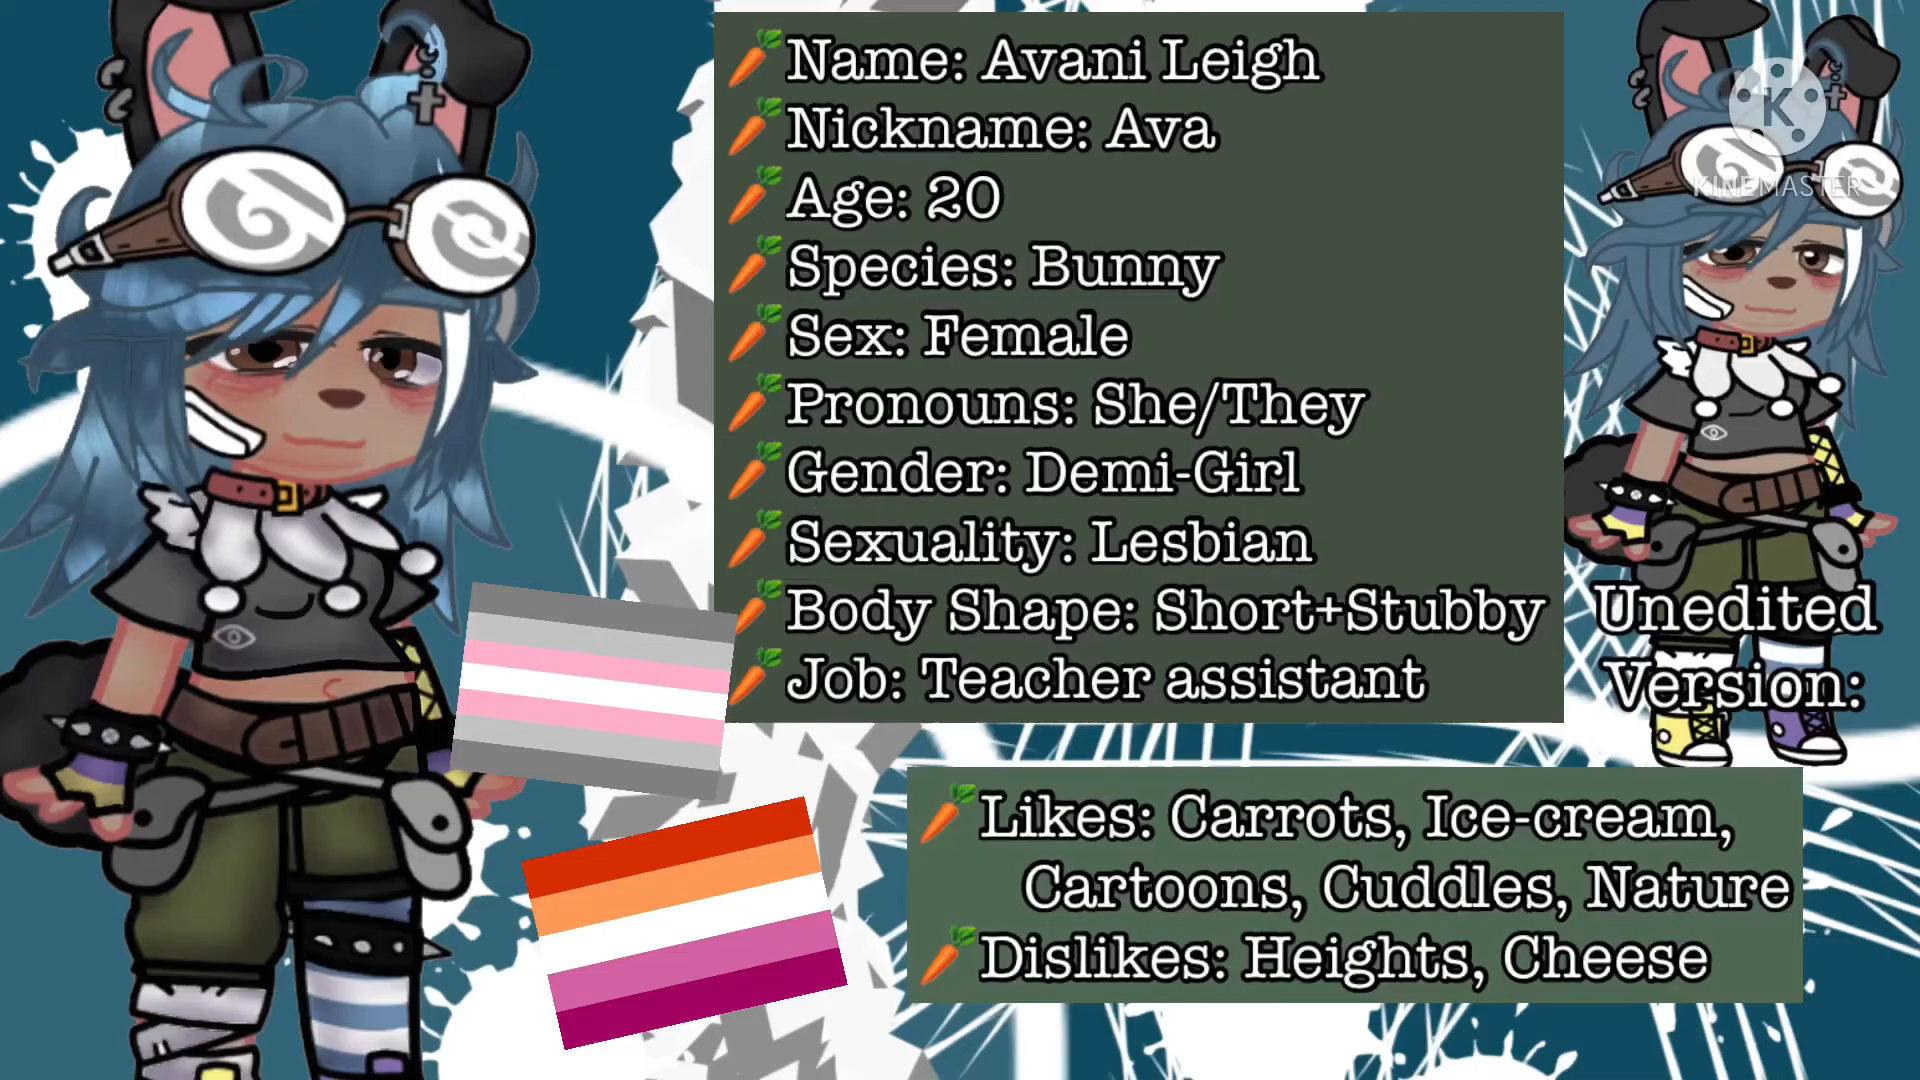 Name: Avani Leigh
Nickname: Ava
Age: 20
Species: Bunny
Sex: Female
Pronouns: She/They
Gender: Demi-Girl
Sexuality: Lesbian
Body Shape: Short+Stubby
Job: Teacher assistant
K
KINEMASTER
Unedited
Version:
Likes: Carrots, Ice-cream,
Cartoons, Cuddles, Nature
Dislikes: Heights, Cheese